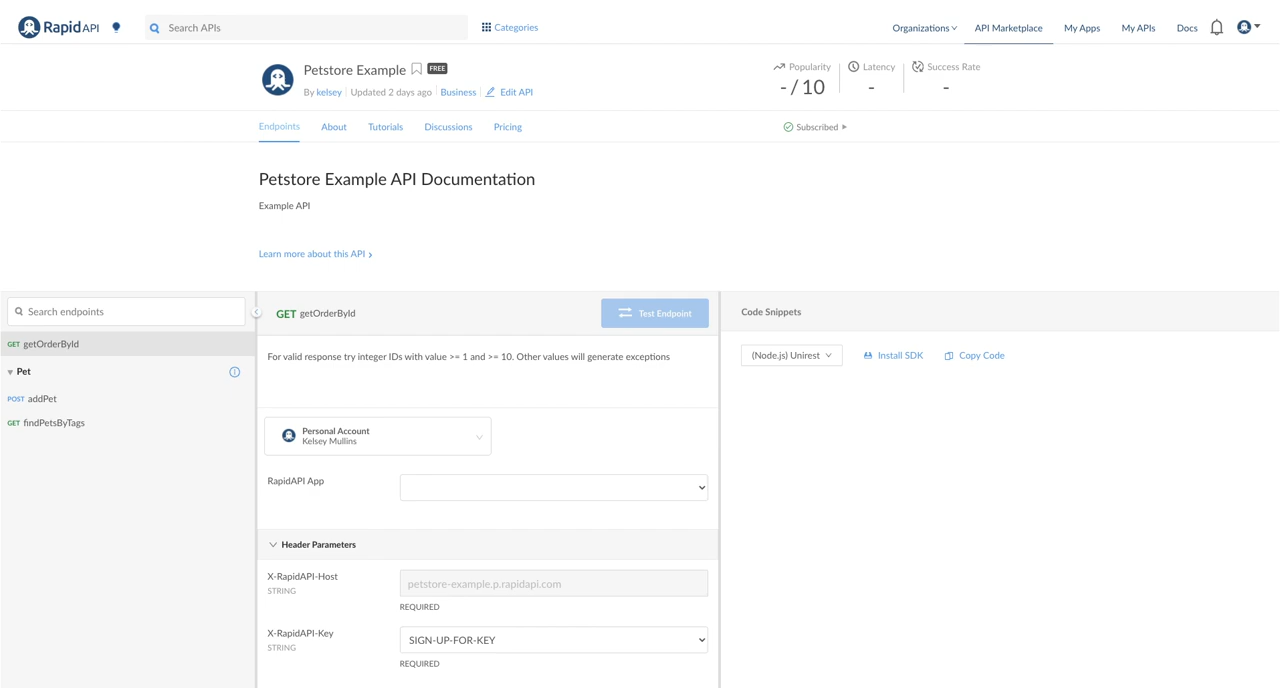 Rapid API
Search APIs
Categories
Organizations
API Marketplace
My Apps
My APIs
Docs
Petstore Example FREE
By kelsey Updated 2 days ago Business Edit API
Popularity
- / 10
Latency
-
Success Rate
-
Endpoints
About
Tutorials
Discussions
Pricing
Subscribed
Petstore Example API Documentation
Example API
Learn more about this API
Search endpoints
GET getOrderById
Pet
POST addPet
GET findPetsByTags
GET getOrderById
Test Endpoint
For valid response try integer IDs with value >= 1 and >= 10. Other values will generate exceptions
Personal Account
Kelsey Mullins
RapidAPI App
Header Parameters
X-RapidAPI-Host
STRING
petstore-example.p.rapidapi.com
REQUIRED
X-RapidAPI-Key
STRING
SIGN-UP-FOR-KEY
REQUIRED
Code Snippets
(Node.js) Unirest
Install SDK
Copy Code